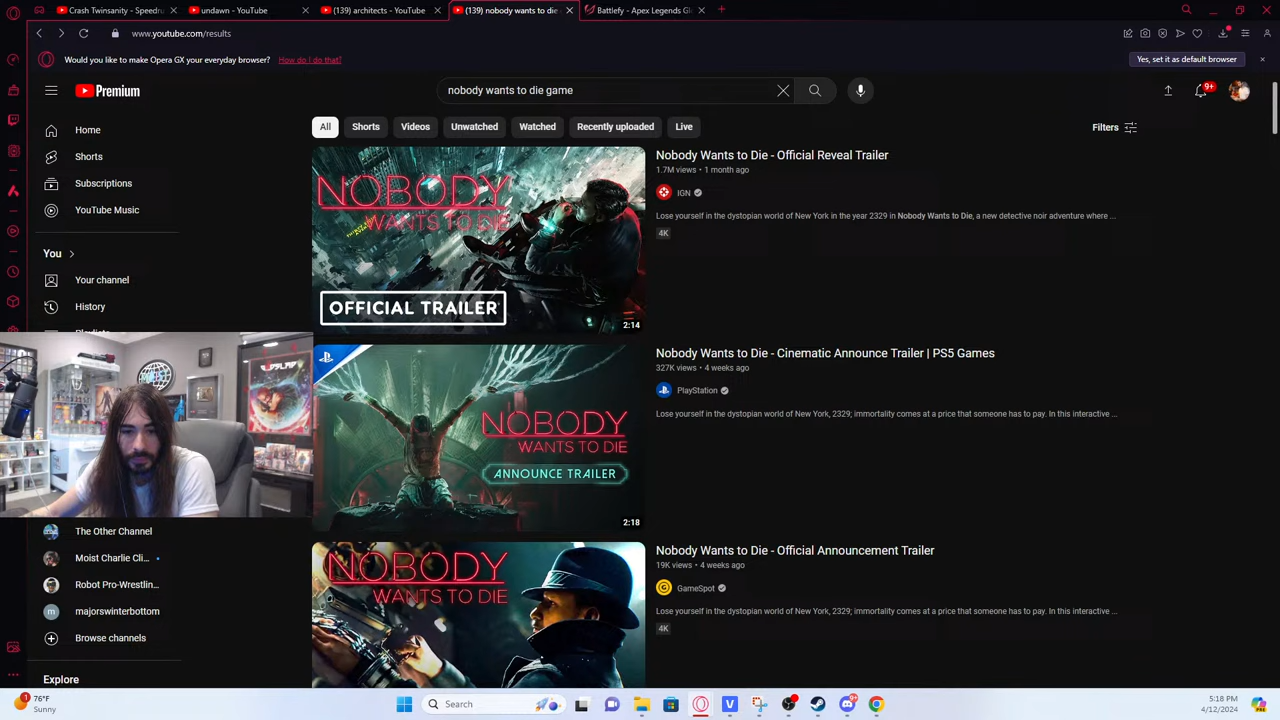 Crash Twinsanity - Speedru
undawn - YouTube
(139) architects - YouTube
(139) nobody wants to die
Battlefy - Apex Legends Gl
www.youtube.com/results
Would you like to make Opera GX your everyday browser? How do I do that?
Yes, set it as default browser
Premium
nobody wants to die game
9+
All
Shorts
Videos
Unwatched
Watched
Recently uploaded
Live
Filters
Home
Shorts
Subscriptions
YouTube Music
You
Your channel
History
The Other Channel
Moist Charlie Cli...
Robot Pro-Wrestlin...
m majorswinterbottom
Browse channels
Explore
NOBODY
WANTS TO DIE
OFFICIAL TRAILER
2:14
Nobody Wants to Die - Official Reveal Trailer
1.7M views • 1 month ago
IGN
Lose yourself in the dystopian world of New York in the year 2329 in Nobody Wants to Die, a new detective noir adventure where ...
4K
NOBODY
WANTS TO DIE
ANNOUNCE TRAILER
2:18
Nobody Wants to Die - Cinematic Announce Trailer | PS5 Games
327K views • 4 weeks ago
PlayStation
Lose yourself in the dystopian world of New York, 2329; immortality comes at a price that someone has to pay. In this interactive ...
NOBODY
WANTS TO DIE
Nobody Wants to Die - Official Announcement Trailer
19K views • 4 weeks ago
GameSpot
Lose yourself in the dystopian world of New York, 2329; immortality comes at a price that someone has to pay. In this interactive ...
4K
1
76°F
Sunny
Search
9+
5:18 PM
4/12/2024